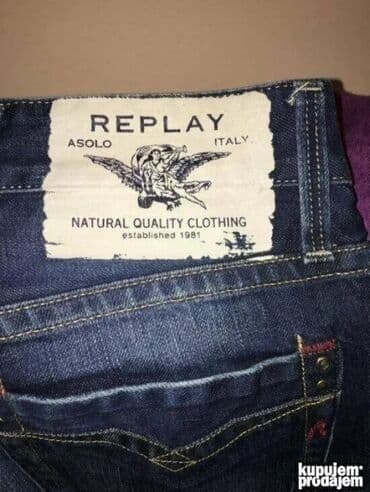 REPLAY
ASOLO ITALY
NATURAL QUALITY CLOTHING
established 1981
kupujem
prodajem